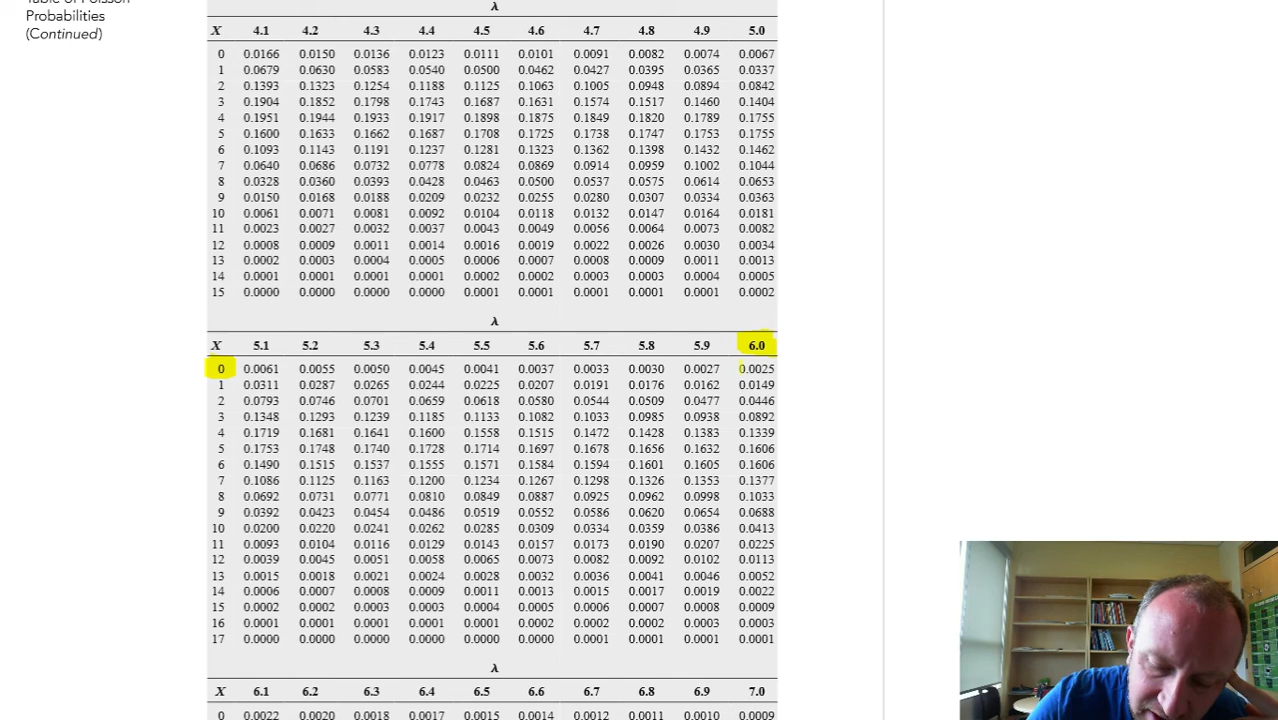 Table of Poisson
Probabilities
(Continued)
λ
X 4.1 4.2 4.3 4.4 4.5 4.6 4.7 4.8 4.9 5.0
0 0.0166 0.0150 0.0136 0.0123 0.0111 0.0101 0.0091 0.0082 0.0074 0.0067
1 0.0679 0.0630 0.0583 0.0540 0.0500 0.0462 0.0427 0.0395 0.0365 0.0337
2 0.1393 0.1323 0.1254 0.1188 0.1125 0.1063 0.1005 0.0948 0.0894 0.0842
3 0.1904 0.1852 0.1798 0.1743 0.1687 0.1631 0.1574 0.1517 0.1460 0.1404
4 0.1951 0.1944 0.1933 0.1917 0.1898 0.1875 0.1849 0.1820 0.1789 0.1755
5 0.1600 0.1633 0.1662 0.1687 0.1708 0.1725 0.1738 0.1747 0.1753 0.1755
6 0.1093 0.1143 0.1191 0.1237 0.1281 0.1323 0.1362 0.1398 0.1432 0.1462
7 0.0640 0.0686 0.0732 0.0778 0.0824 0.0869 0.0914 0.0959 0.1002 0.1044
8 0.0328 0.0360 0.0393 0.0428 0.0463 0.0500 0.0537 0.0575 0.0614 0.0653
9 0.0150 0.0168 0.0188 0.0209 0.0232 0.0255 0.0280 0.0307 0.0334 0.0363
10 0.0061 0.0071 0.0081 0.0092 0.0104 0.0118 0.0132 0.0147 0.0164 0.0181
11 0.0023 0.0027 0.0032 0.0037 0.0043 0.0049 0.0056 0.0064 0.0073 0.0082
12 0.0008 0.0009 0.0011 0.0014 0.0016 0.0019 0.0022 0.0026 0.0030 0.0034
13 0.0002 0.0003 0.0004 0.0005 0.0006 0.0007 0.0008 0.0009 0.0011 0.0013
14 0.0001 0.0001 0.0001 0.0001 0.0002 0.0002 0.0003 0.0003 0.0004 0.0005
15 0.0000 0.0000 0.0000 0.0000 0.0001 0.0001 0.0001 0.0001 0.0001 0.0002
λ
X 5.1 5.2 5.3 5.4 5.5 5.6 5.7 5.8 5.9 6.0
0 0.0061 0.0055 0.0050 0.0045 0.0041 0.0037 0.0033 0.0030 0.0027 0.0025
1 0.0311 0.0287 0.0265 0.0244 0.0225 0.0207 0.0191 0.0176 0.0162 0.0149
2 0.0793 0.0746 0.0701 0.0659 0.0618 0.0580 0.0544 0.0509 0.0477 0.0446
3 0.1348 0.1293 0.1239 0.1185 0.1133 0.1082 0.1033 0.0985 0.0938 0.0892
4 0.1719 0.1681 0.1641 0.1600 0.1558 0.1515 0.1472 0.1428 0.1383 0.1339
5 0.1753 0.1748 0.1740 0.1728 0.1714 0.1697 0.1678 0.1656 0.1632 0.1606
6 0.1490 0.1515 0.1537 0.1555 0.1571 0.1584 0.1594 0.1601 0.1605 0.1606
7 0.1086 0.1125 0.1163 0.1200 0.1234 0.1267 0.1298 0.1326 0.1353 0.1377
8 0.0692 0.0731 0.0771 0.0810 0.0849 0.0887 0.0925 0.0962 0.0998 0.1033
9 0.0392 0.0423 0.0454 0.0486 0.0519 0.0552 0.0586 0.0620 0.0654 0.0688
10 0.0200 0.0220 0.0241 0.0262 0.0285 0.0309 0.0334 0.0359 0.0386 0.0413
11 0.0093 0.0104 0.0116 0.0129 0.0143 0.0157 0.0173 0.0190 0.0207 0.0225
12 0.0039 0.0045 0.0051 0.0058 0.0065 0.0073 0.0082 0.0092 0.0102 0.0113
13 0.0015 0.0018 0.0021 0.0024 0.0028 0.0032 0.0036 0.0041 0.0046 0.0052
14 0.0006 0.0007 0.0008 0.0009 0.0011 0.0013 0.0015 0.0017 0.0019 0.0022
15 0.0002 0.0002 0.0003 0.0003 0.0004 0.0005 0.0006 0.0007 0.0008 0.0009
16 0.0001 0.0001 0.0001 0.0001 0.0001 0.0002 0.0002 0.0002 0.0003 0.0003
17 0.0000 0.0000 0.0000 0.0000 0.0000 0.0000 0.0001 0.0001 0.0001 0.0001
λ
X 6.1 6.2 6.3 6.4 6.5 6.6 6.7 6.8 6.9 7.0
0 0.0022 0.0020 0.0018 0.0017 0.0015 0.0014 0.0012 0.0011 0.0010 0.0009